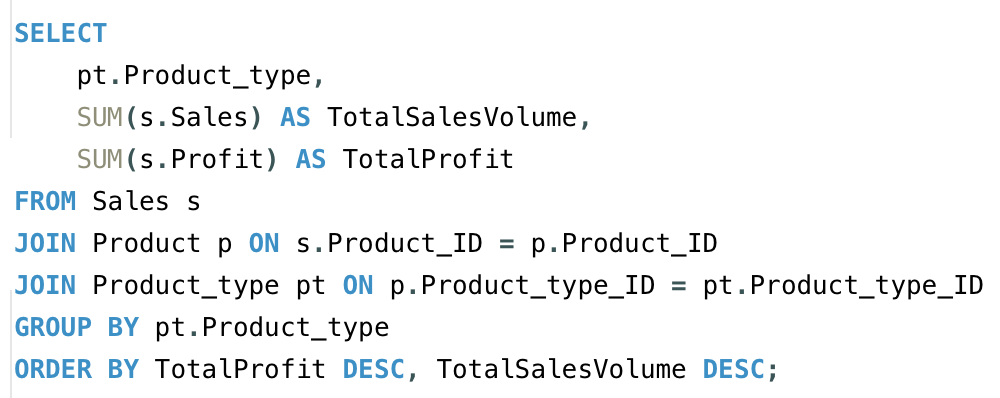 SELECT
    pt.Product_type,
    SUM(s.Sales) AS TotalSalesVolume,
    SUM(s.Profit) AS TotalProfit
FROM Sales s
JOIN Product p ON s.Product_ID = p.Product_ID
JOIN Product_type pt ON p.Product_type_ID = pt.Product_type_ID
GROUP BY pt.Product_type
ORDER BY TotalProfit DESC, TotalSalesVolume DESC;